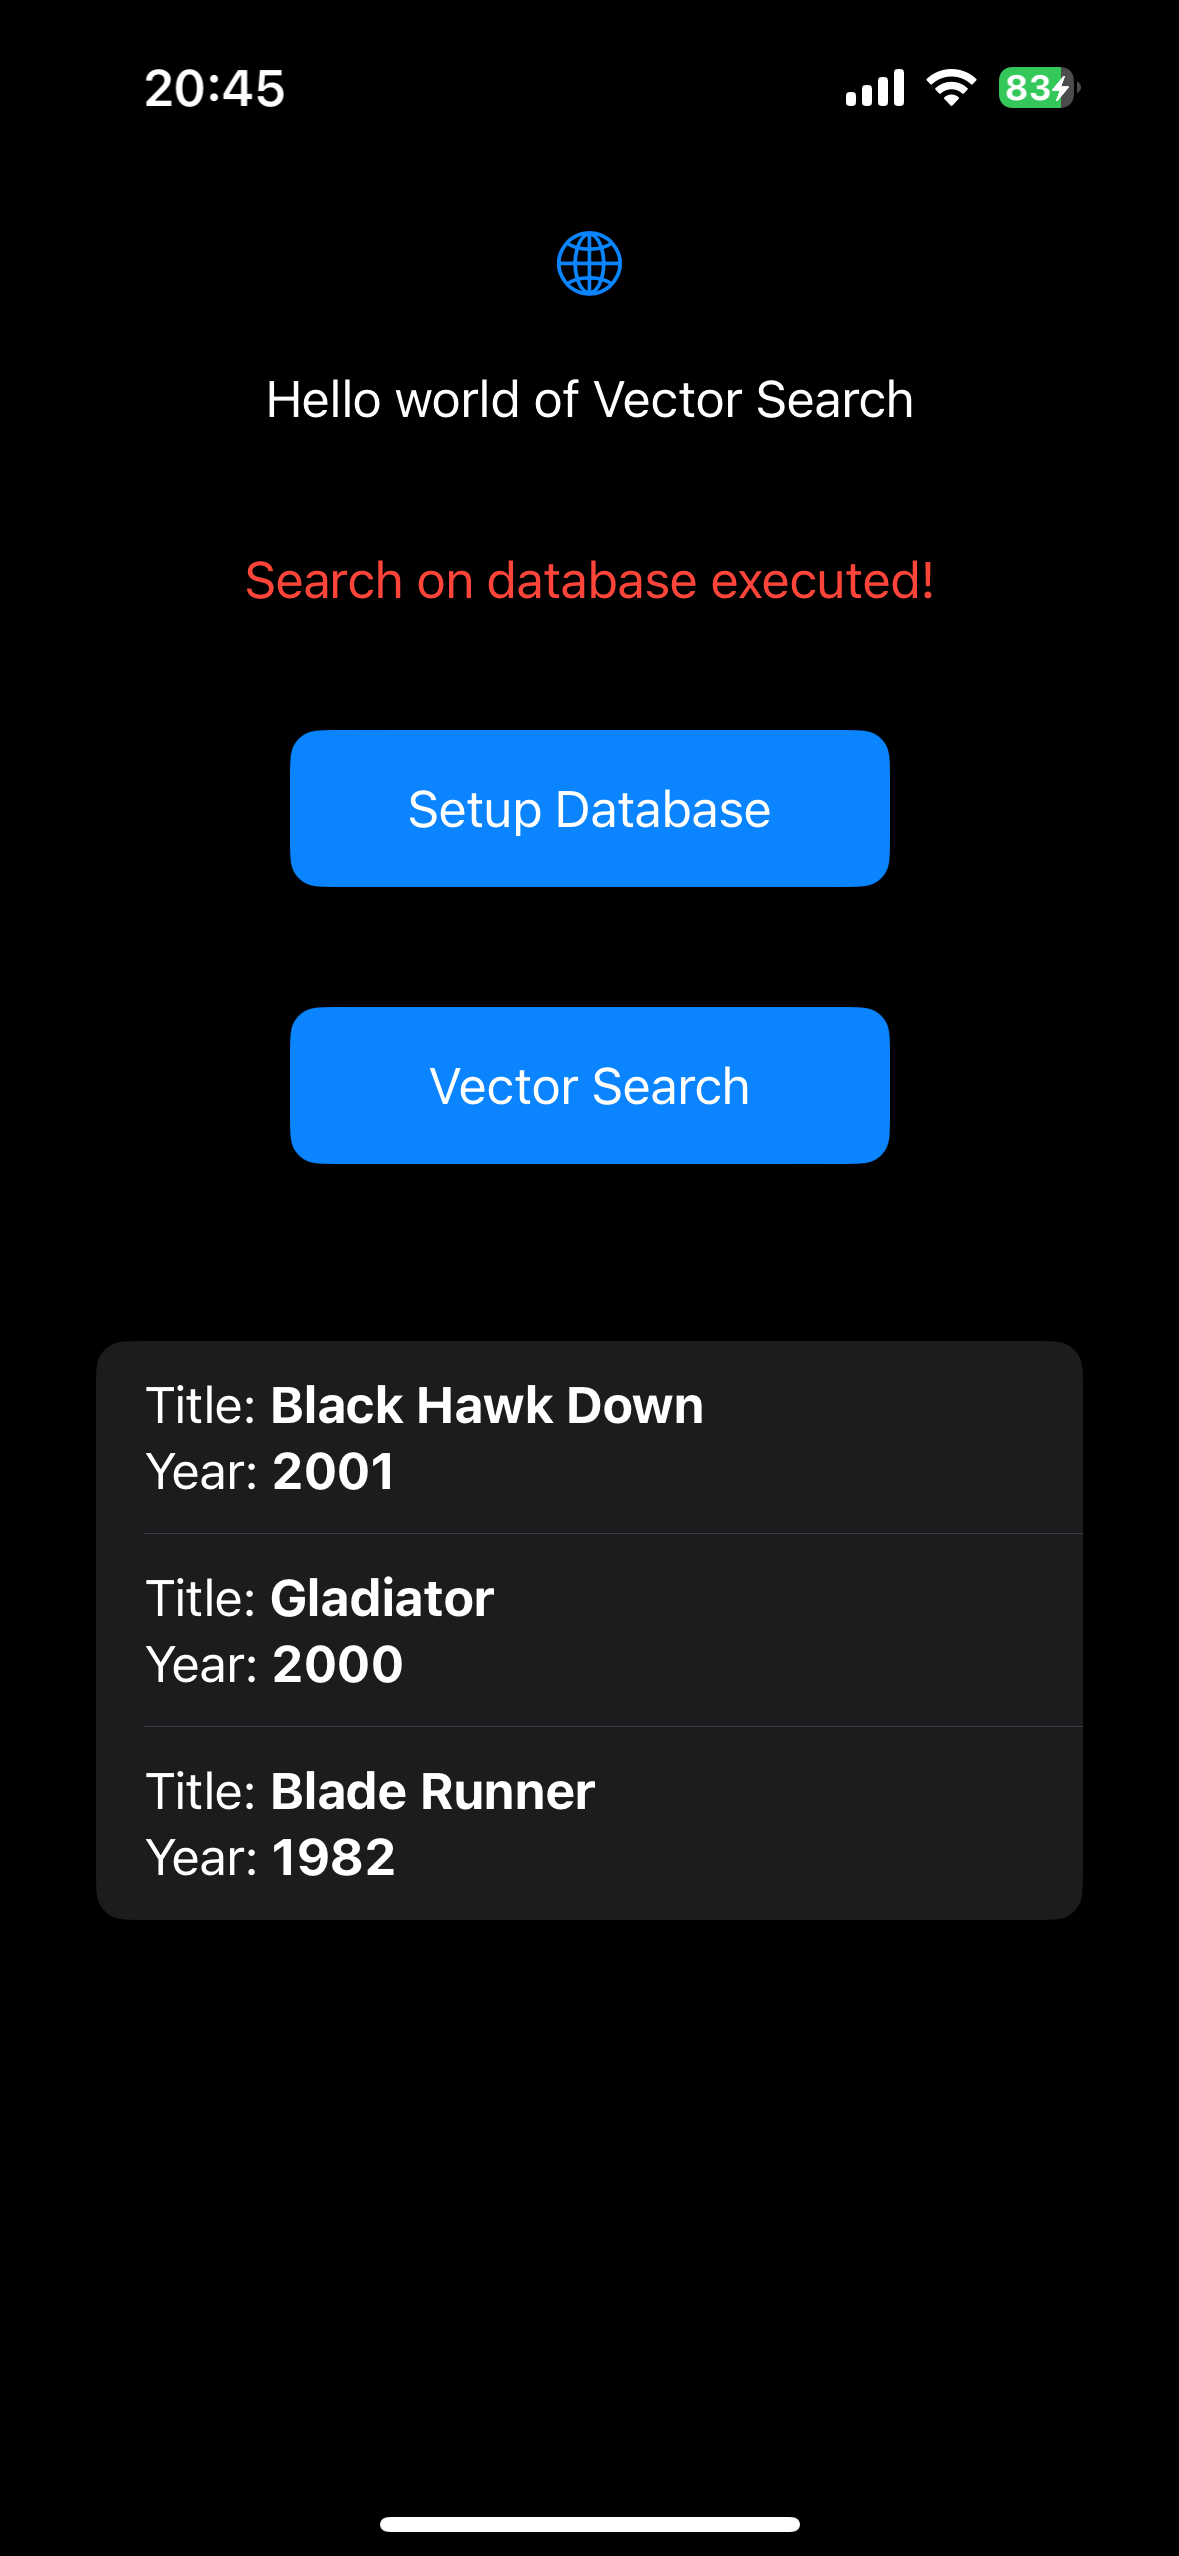 20:45
83
Hello world of Vector Search
Search on database executed!
Setup Database
Vector Search
Title: Black Hawk Down
Year: 2001
Title: Gladiator
Year: 2000
Title: Blade Runner
Year: 1982